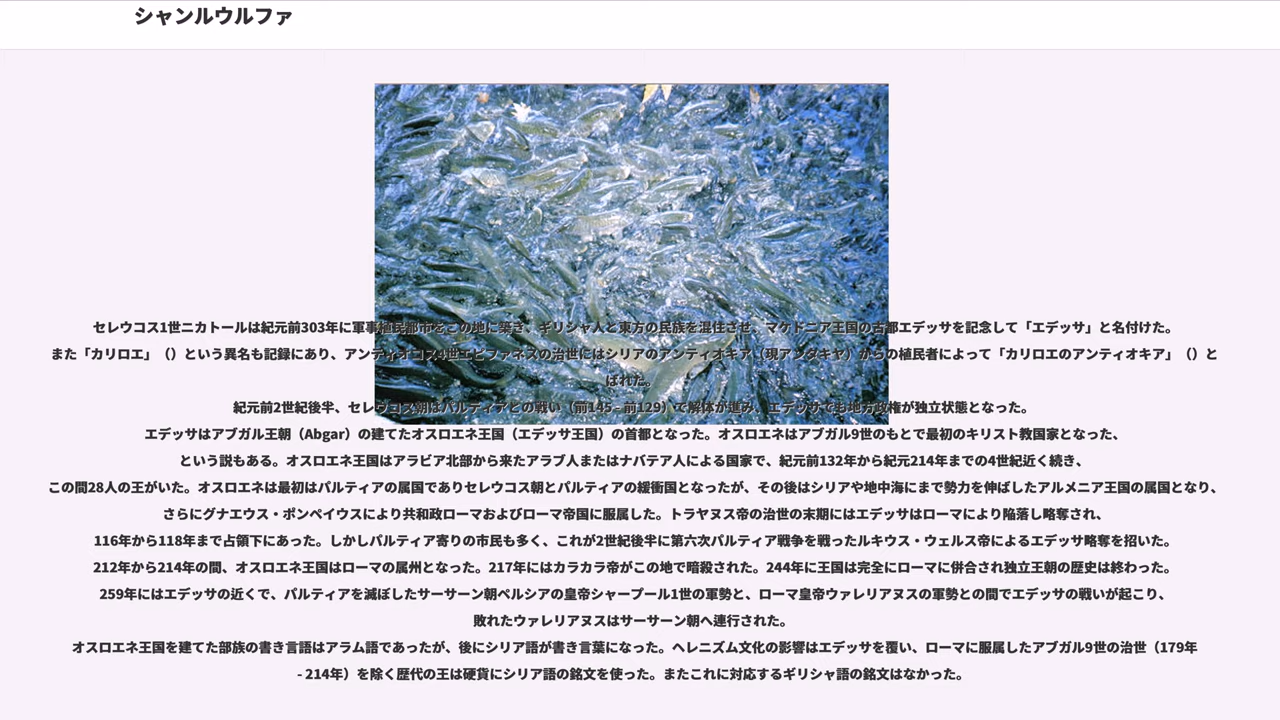 シャンルウルファ
セレウコス1世ニカトールは紀元前303年に軍事植民都市をこの地に築き、ギリシャ人と東方の民族を混住させ、マケドニア王国の古都エデッサを記念して「エデッサ」と名付けた。
また「カリロエ」（）という異名も記録にあり、アンティオコス4世エピファネスの治世にはシリアのアンティオキア（現アンタキヤ）からの植民者によって「カリロエのアンティオキア」（）と
ばれた。
紀元前2世紀後半、セレウコス朝はパルティアとの戦い（前145 - 前129）で解体が進み、エデッサでも地方政権が独立状態となった。
エデッサはアブガル王朝（Abgar）の建てたオスロエネ王国（エデッサ王国）の首都となった。オスロエネはアブガル9世のもとで最初のキリスト教国家となった、
という説もある。オスロエネ王国はアラビア北部から来たアラブ人またはナバテア人による国家で、紀元前132年から紀元214年までの4世紀近く続き、
この間28人の王がいた。オスロエネは最初はパルティアの属国でありセレウコス朝とパルティアの緩衝国となったが、その後はシリアや地中海にまで勢力を伸ばしたアルメニア王国の属国となり、
さらにグナエウス・ポンペイウスにより共和政ローマおよびローマ帝国に服属した。トラヤヌス帝の治世の末期にはエデッサはローマにより陥落し略奪され、
116年から118年まで占領下にあった。しかしパルティア寄りの市民も多く、これが2世紀後半に第六次パルティア戦争を戦ったルキウス・ウェルス帝によるエデッサ略奪を招いた。
212年から214年の間、オスロエネ王国はローマの属州となった。217年にはカラカラ帝がこの地で暗殺された。244年に王国は完全にローマに併合され独立王朝の歴史は終わった。
259年にはエデッサの近くで、パルティアを滅ぼしたサーサーン朝ペルシアの皇帝シャープール1世の軍勢と、ローマ皇帝ウァレリアヌスの軍勢との間でエデッサの戦いが起こり、
敗れたウァレリアヌスはサーサーン朝へ連行された。
オスロエネ王国を建てた部族の書き言語はアラム語であったが、後にシリア語が書き言葉になった。ヘレニズム文化の影響はエデッサを覆い、ローマに服属したアブガル9世の治世（179年
- 214年）を除く歴代の王は硬貨にシリア語の銘文を使った。またこれに対応するギリシャ語の銘文はなかった。